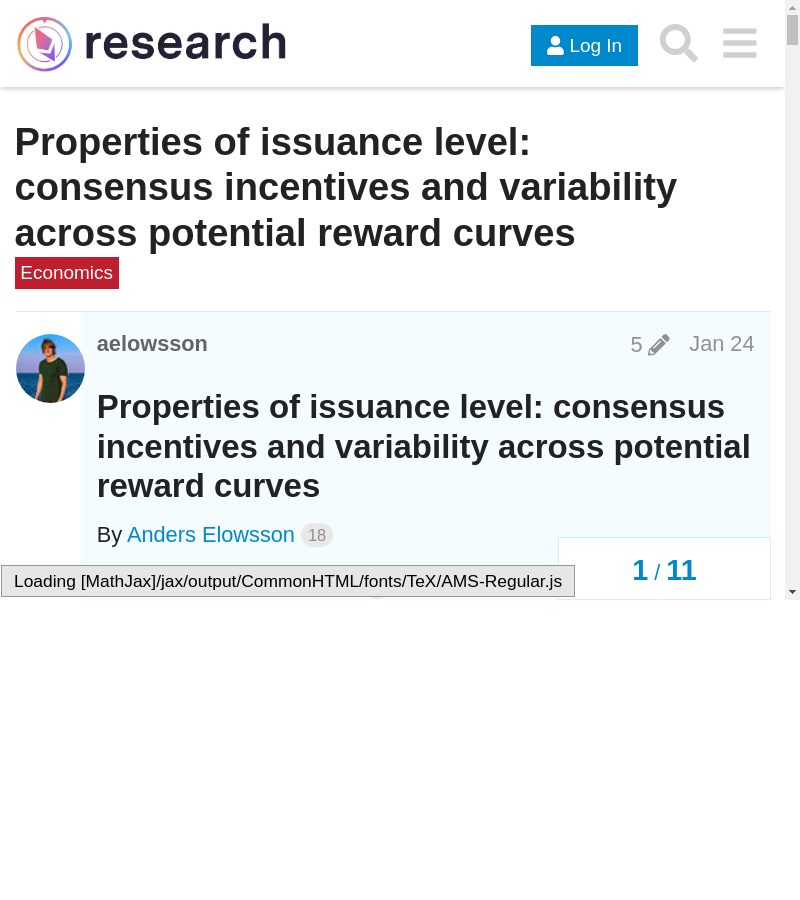 research
Log In
Properties of issuance level:
consensus incentives and variability
across potential reward curves
Economics
aelowsson
5
Jan 24
Properties of issuance level: consensus
incentives and variability across potential
reward curves
By Anders Elowsson 18
1 / 11
Loading [MathJax]/jax/output/CommonHTML/fonts/TeX/AMS-Regular.js